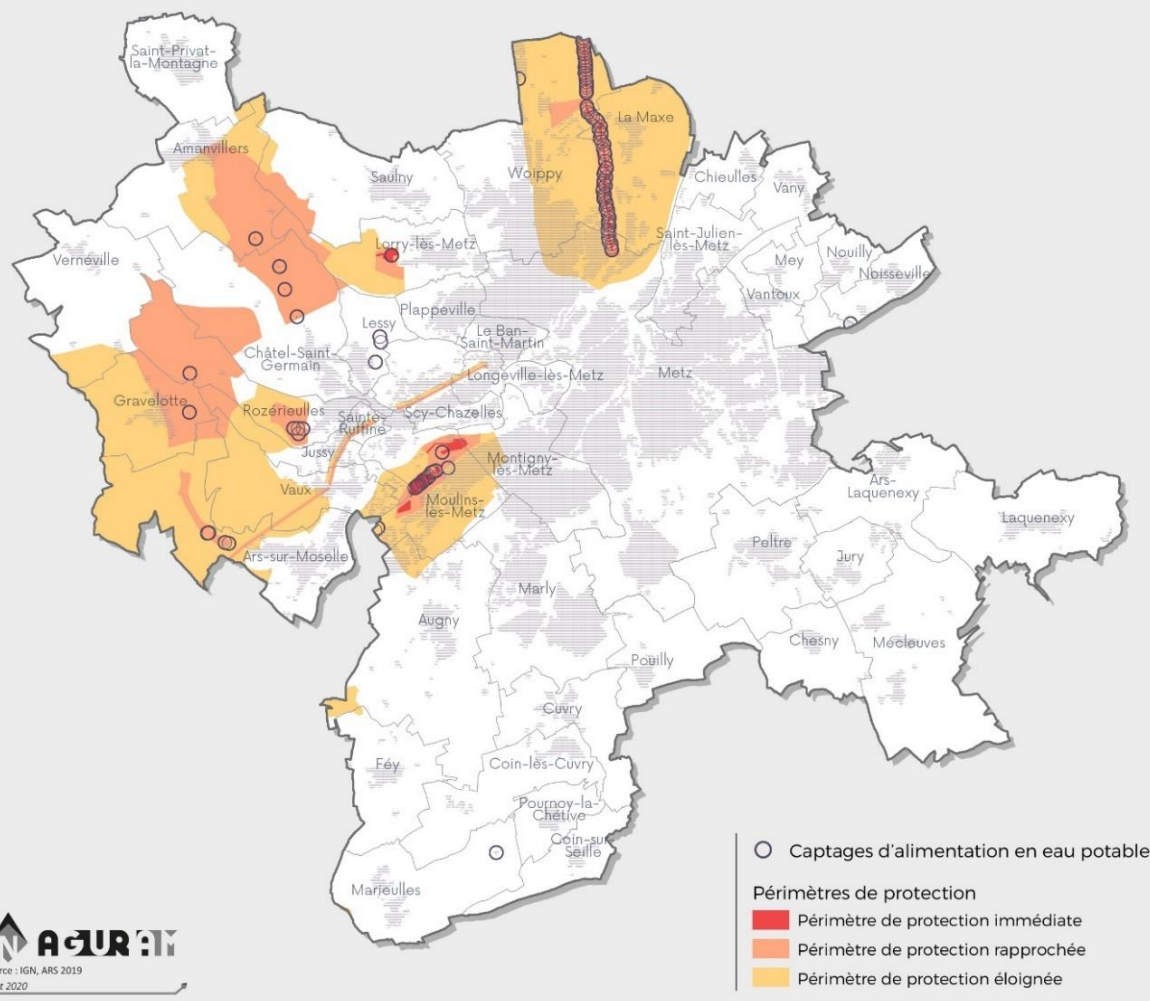 Saint-Privat-
la-Montagne
Amanvillers
Saulny
Woippy
La Maxe
Chieulles
Vany
Vernéville
Lorry-lès-Metz
Saint-Julien-
lès-Metz
Mey
Nouilly
Noisseville
Vantoux
Plappeville
Lessy
Le Ban-
Saint-Martin
Châtel-Saint-
Germain
Longeville-lès-Metz
Metz
Gravelotte
Rozérieulles
Sainte-
Ruffine
Scy-Chazelles
Jussy
Montigny-
lès-Metz
Vaux
Moulins-
lès-Metz
Ars-
Laquenexy
Laquenexy
Ars-sur-Moselle
Peltre
Jury
Marly
Augny
Chesny
Mécleuves
Pouilly
Cuvry
Féy
Coin-lès-Cuvry
Pournoy-la-
Chétive
Coin-sur
Seille
Marieulles
Captages d'alimentation en eau potable
Périmètres de protection
Périmètre de protection immédiate
Périmètre de protection rapprochée
Périmètre de protection éloignée
N AGURAM
: IGN, ARS 2019
2020